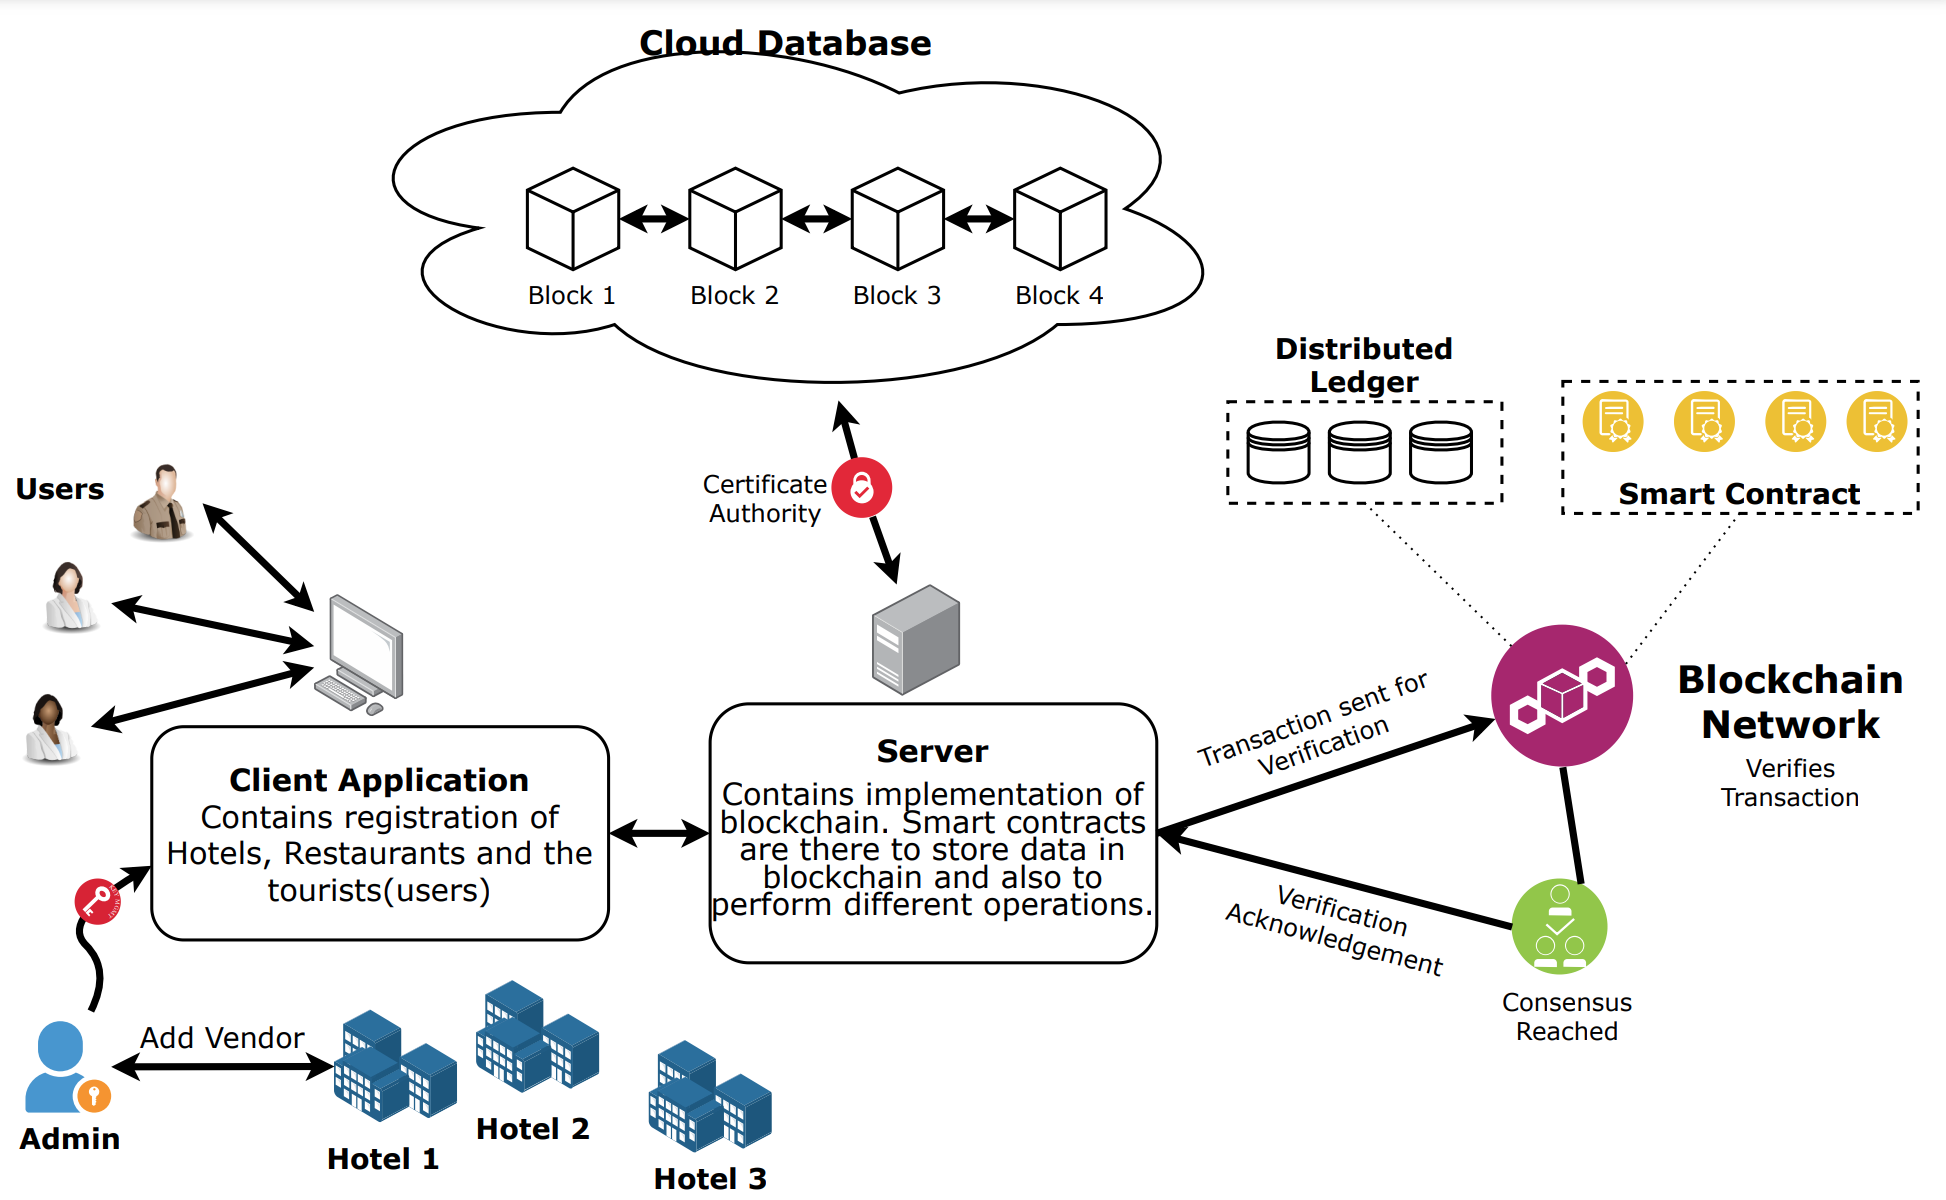 Cloud Database
Block 1
Block 2
Block 3
Block 4
Distributed
Ledger
Smart Contract
Certificate
Authority
Users
Blockchain
Network
Verifies
Transaction
Transaction sent for
Verification
Server
Contains implementation of
blockchain. Smart contracts
are there to store data in
blockchain and also to
perform different operations.
Client Application
Contains registration of
Hotels, Restaurants and the
tourists(users)
Verification
Acknowledgement
Consensus
Reached
Add Vendor
Admin
Hotel 1
Hotel 2
Hotel 3